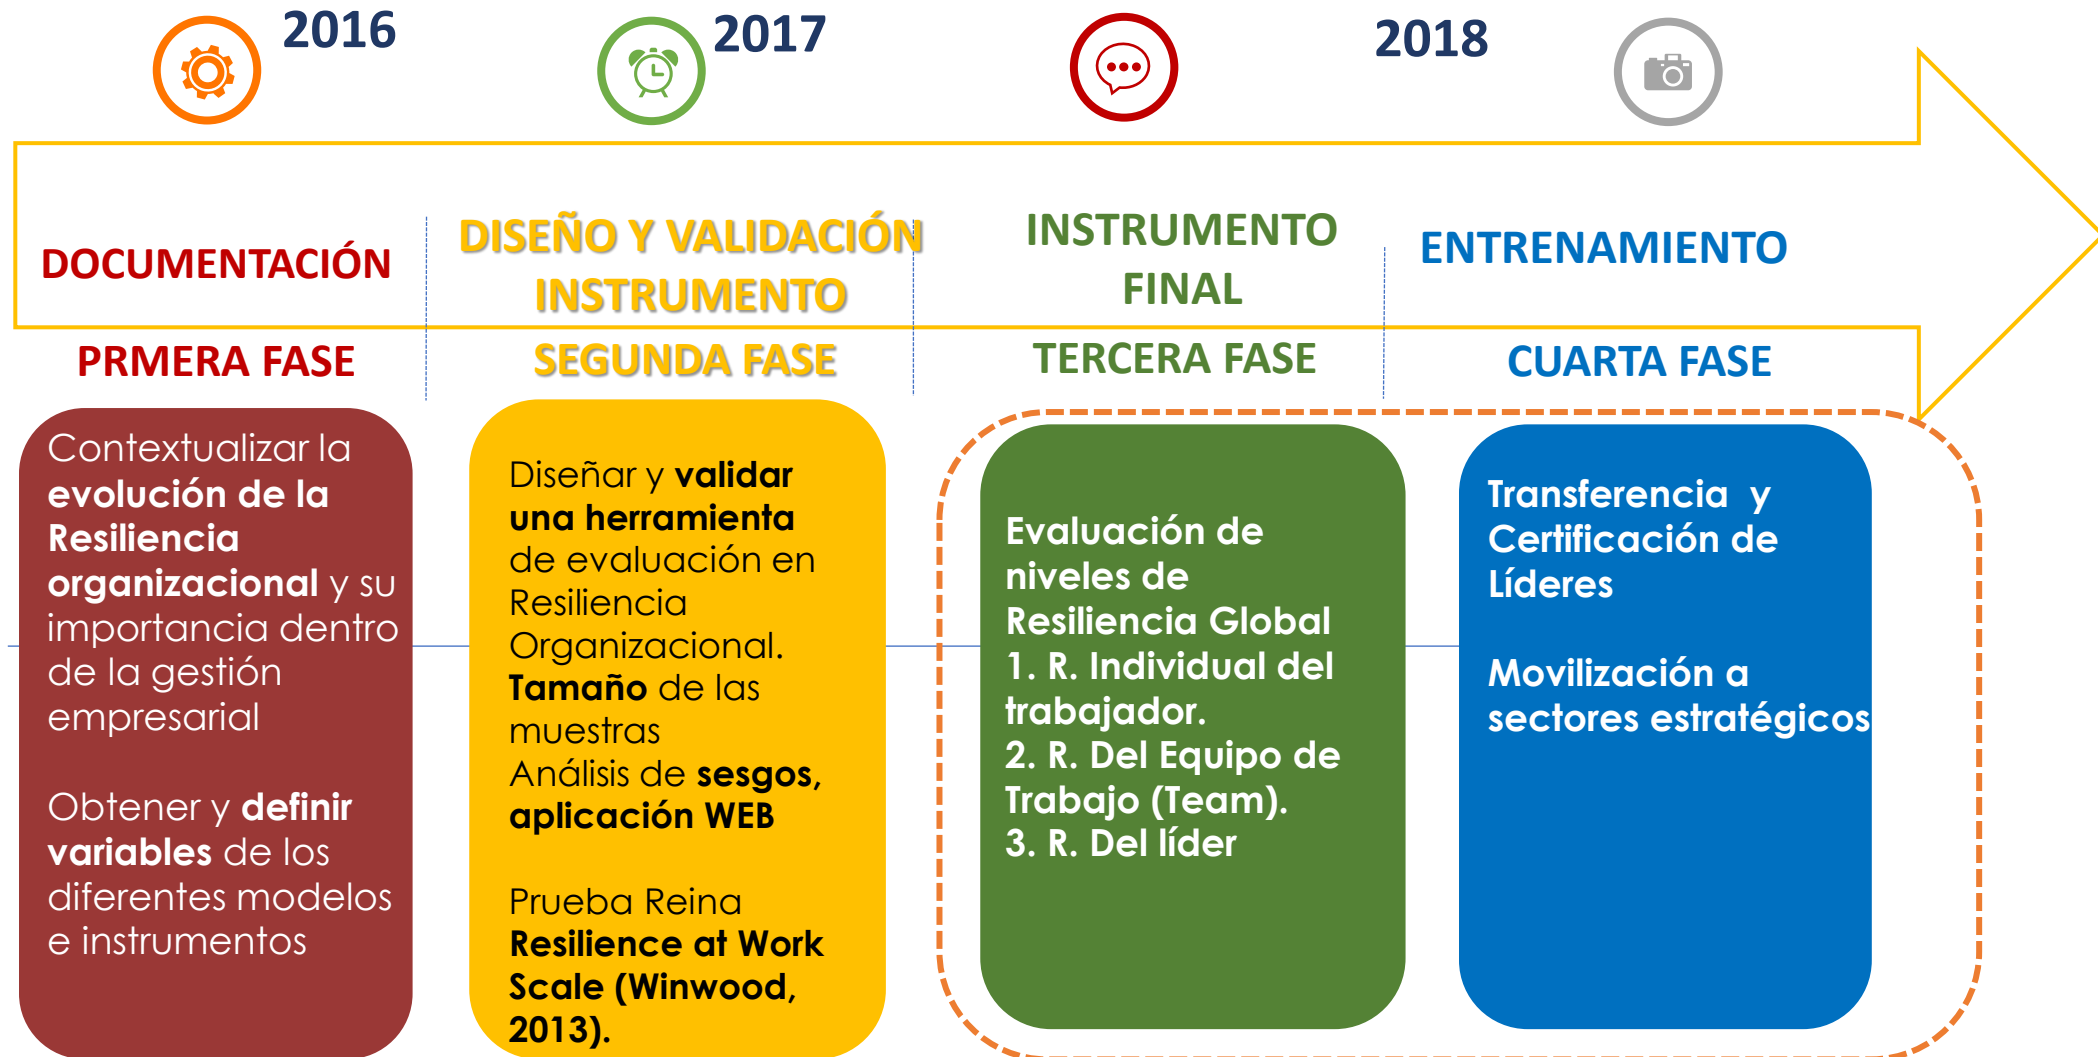 2016
2017
2018
DOCUMENTACIÓN
DISEÑO Y VALIDACIÓN
INSTRUMENTO
INSTRUMENTO
FINAL
ENTRENAMIENTO
PRMERA FASE
SEGUNDA FASE
TERCERA FASE
CUARTA FASE
Contextualizar la
evolución de la
Resiliencia
organizacional y su
importancia dentro
de la gestión
empresarial
Obtener y definir
variables de los
diferentes modelos
e instrumentos
Diseñar y validar
una herramienta
de evaluación en
Resiliencia
Organizacional.
Tamaño de las
muestras
Análisis de sesgos,
aplicación WEB
Prueba Reina
Resilience at Work
Scale (Winwood,
2013).
Evaluación de
niveles de
Resiliencia Global
1. R. Individual del
trabajador.
2. R. Del Equipo de
Trabajo (Team).
3. R. Del líder
Transferencia y
Certificación de
Líderes
Movilización a
sectores estratégicos